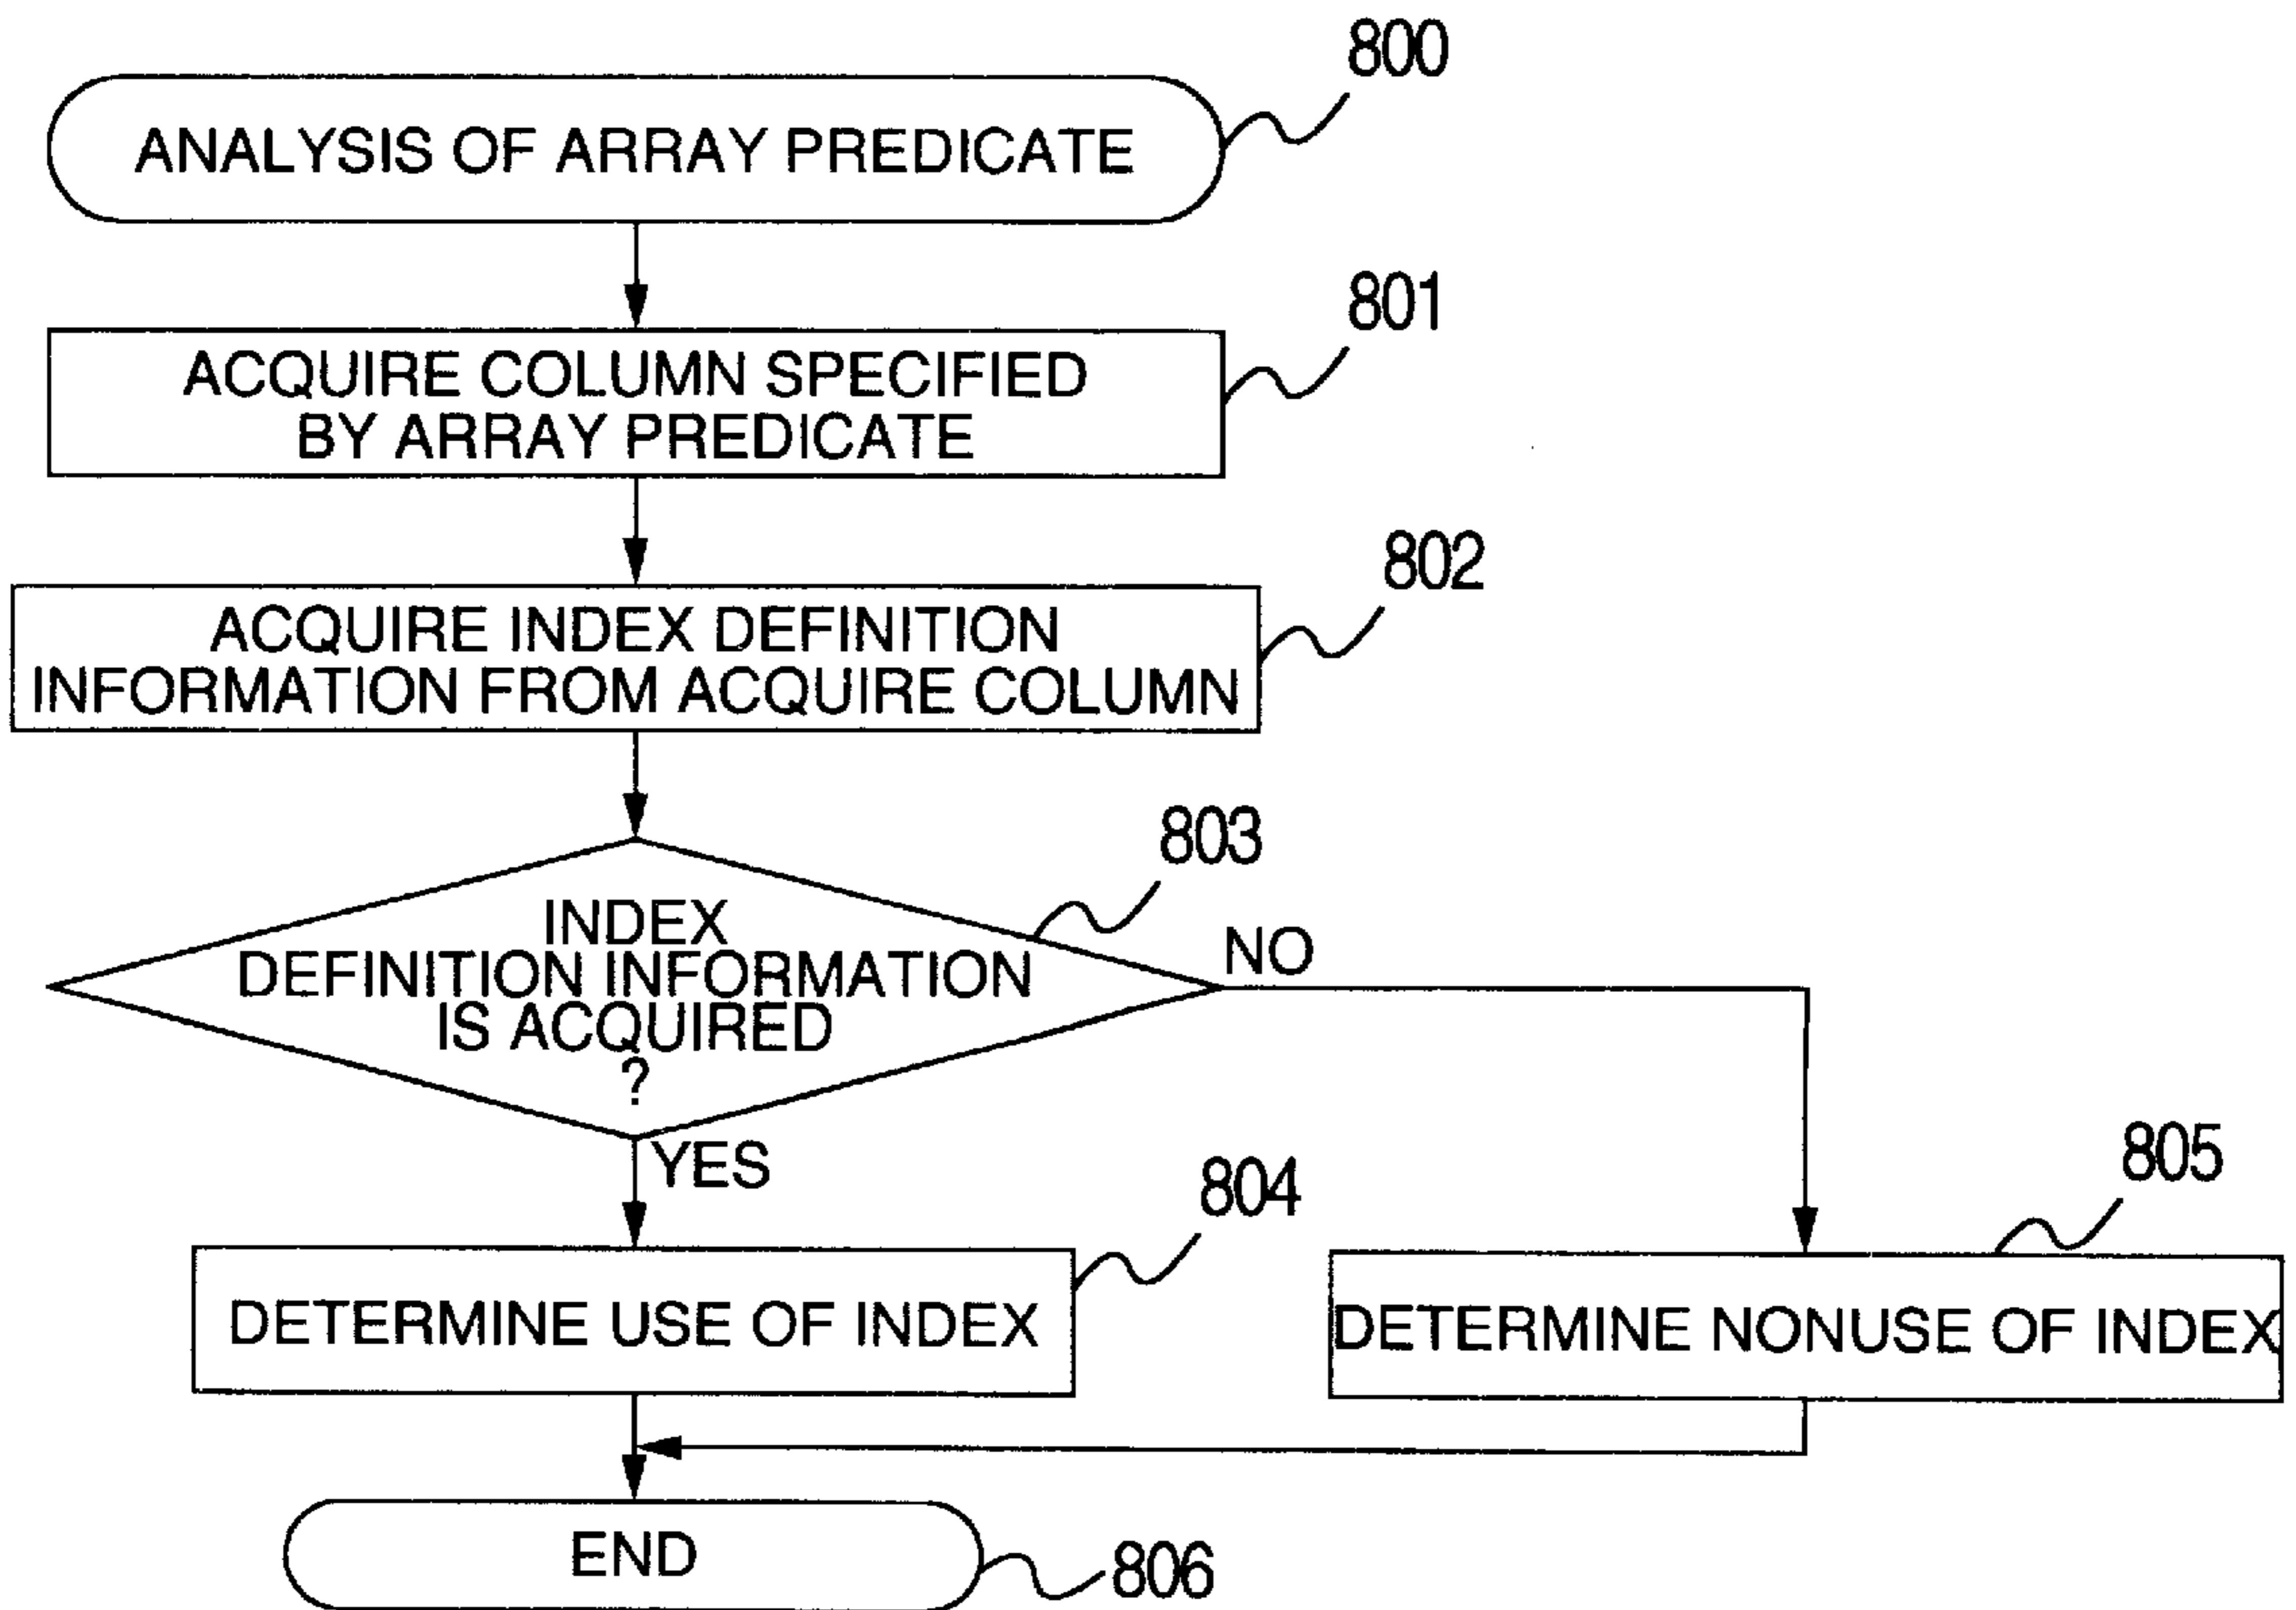 800
ANALYSIS OF ARRAY PREDICATE
801
ACQUIRE COLUMN SPECIFIED
BY ARRAY PREDICATE
802
ACQUIRE INDEX DEFINITION
INFORMATION FROM ACQUIRE COLUMN
803
INDEX
DEFINITION INFORMATION
IS ACQUIRED
?
NO
YES
804
805
DETERMINE USE OF INDEX
DETERMINE NONUSE OF INDEX
END
806